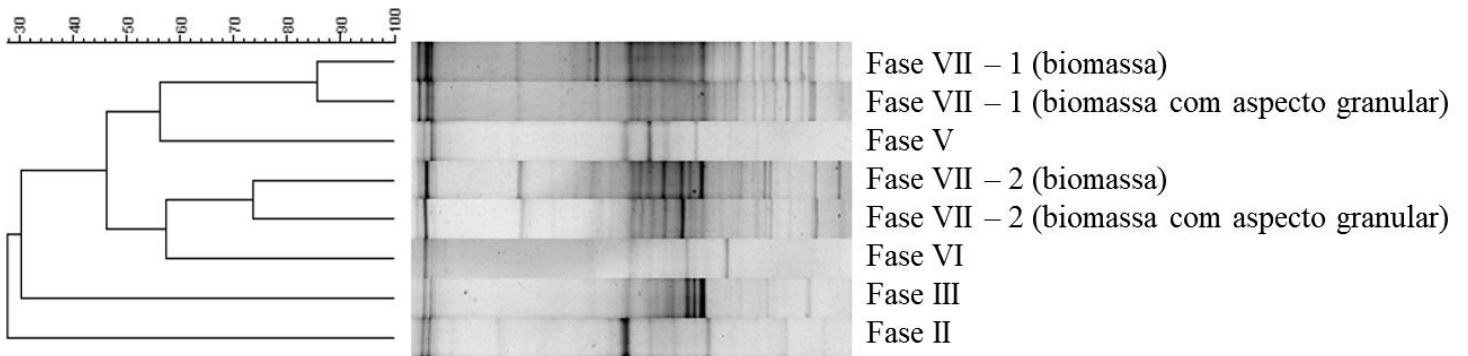 30 40 50 60 70 80 90 100
Fase VII – 1 (biomassa)
Fase VII – 1 (biomassa com aspecto granular)
Fase V
Fase VII – 2 (biomassa)
Fase VII – 2 (biomassa com aspecto granular)
Fase VI
Fase III
Fase II